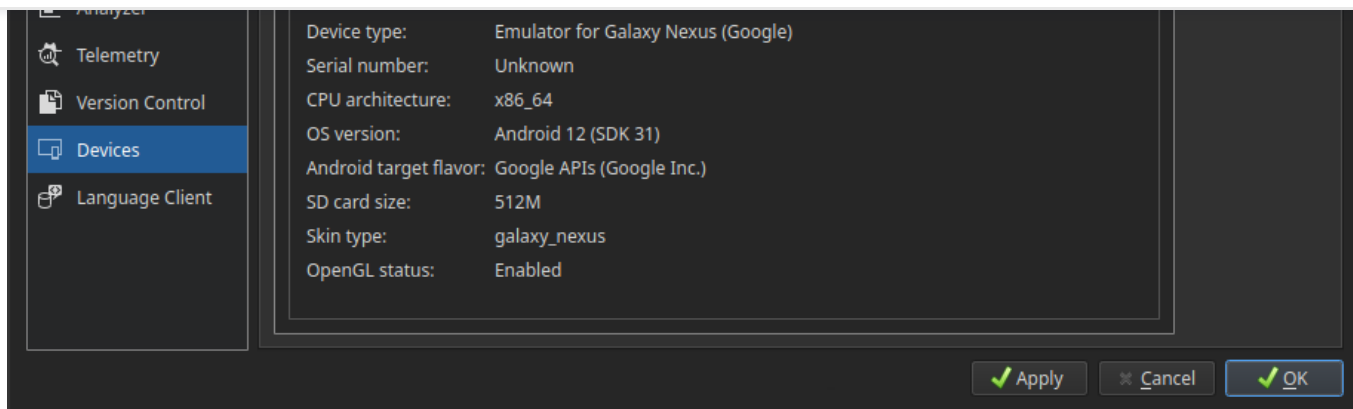 Analyzer
Telemetry
Version Control
Devices
Language Client
Device type: Emulator for Galaxy Nexus (Google)
Serial number: Unknown
CPU architecture: x86_64
OS version: Android 12 (SDK 31)
Android target flavor: Google APIs (Google Inc.)
SD card size: 512M
Skin type: galaxy_nexus
OpenGL status: Enabled
Apply
Cancel
OK